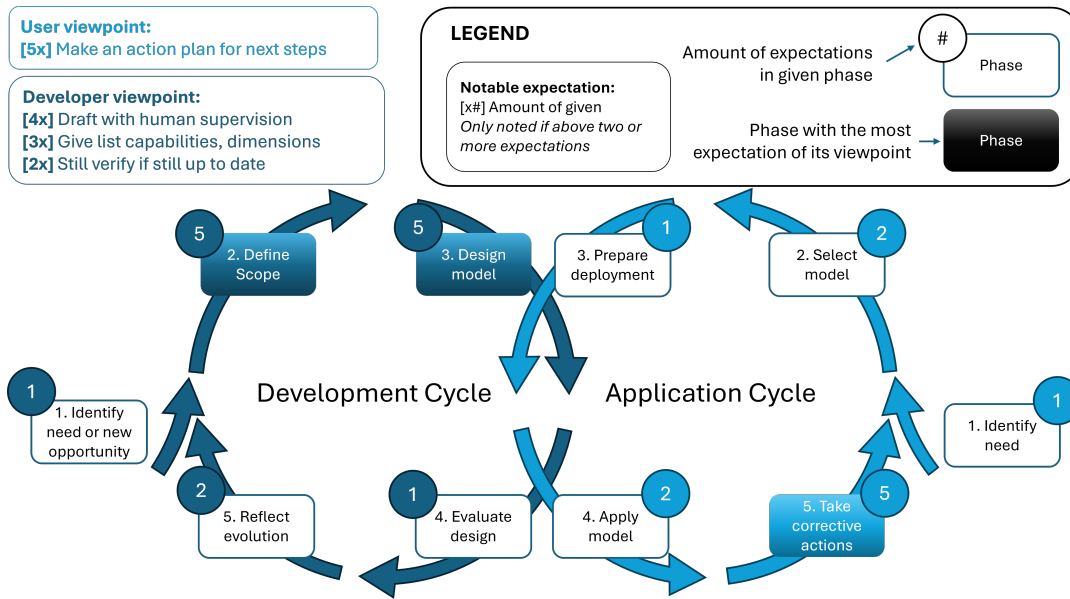 User viewpoint:
[5x] Make an action plan for next steps
Developer viewpoint:
[4x] Draft with human supervision
[3x] Give list capabilities, dimensions
[2x] Still verify if still up to date
LEGEND
Notable expectation:
[x#] Amount of given
Only noted if above two or
more expectations
Amount of expectations
in given phase
#
Phase
Phase with the most
expectation of its viewpoint
Phase
5
2. Define
Scope
5
3. Design
model
1
3. Prepare
deployment
2
2. Select
model
Development Cycle
Application Cycle
1
1. Identify
need or new
opportunity
1
1. Identify
need
2
5. Reflect
evolution
1
4. Evaluate
design
2
4. Apply
model
5
5. Take
corrective
actions